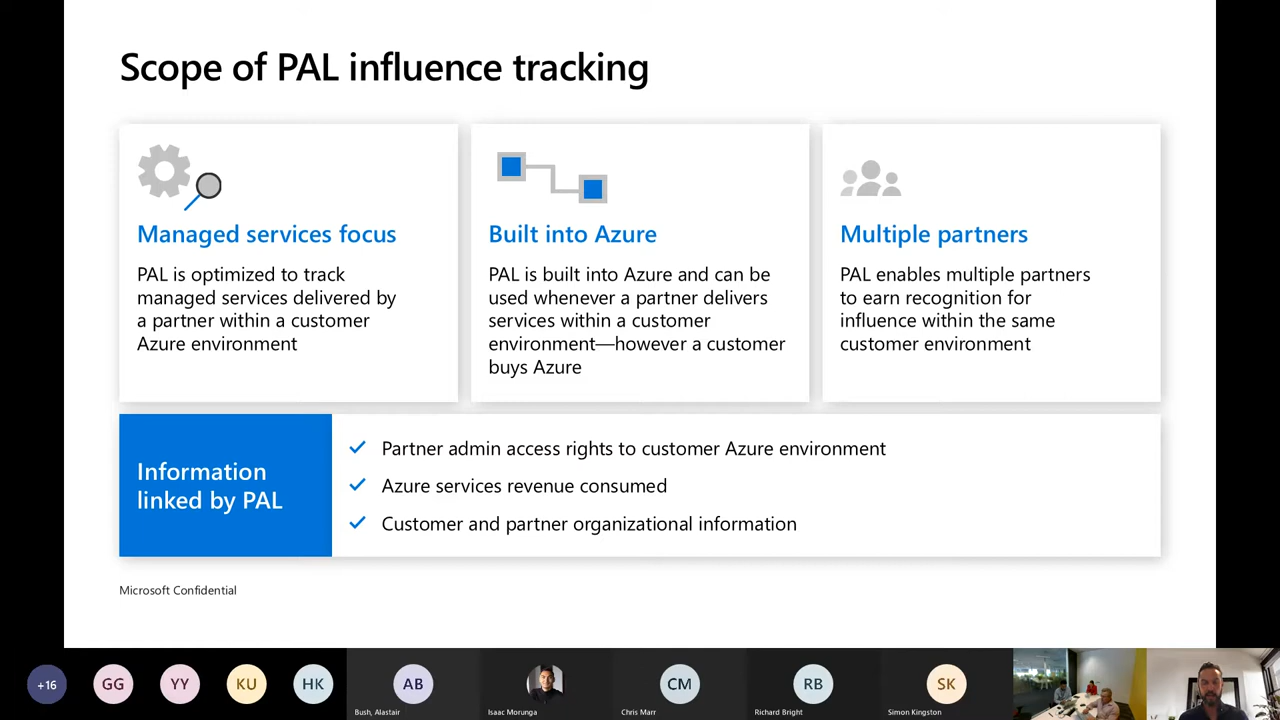 Scope of PAL influence tracking
Managed services focus
PAL is optimized to track
managed services delivered by
a partner within a customer
Azure environment
Built into Azure
PAL is built into Azure and can be
used whenever a partner delivers
services within a customer
environment—however a customer
buys Azure
Multiple partners
PAL enables multiple partners
to earn recognition for
influence within the same
customer environment
Information
linked by PAL
Partner admin access rights to customer Azure environment
Azure services revenue consumed
Customer and partner organizational information
Microsoft Confidential
+16
GG
YY
KU
HK
AB
CM
RB
SK
Bush, Alastair
Isaac Morunga
Chris Marr
Richard Bright
Simon Kingston